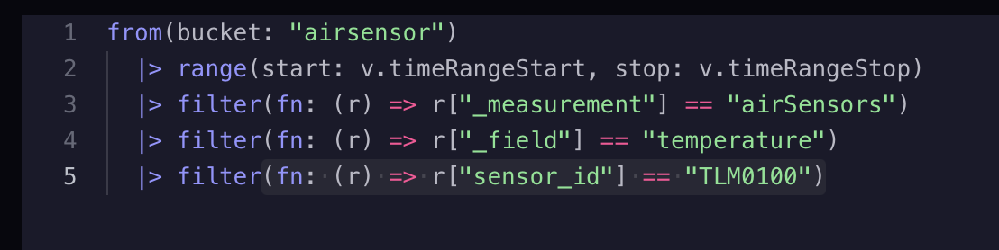 1 from(bucket: "airsensor")
2   |> range(start: v.timeRangeStart, stop: v.timeRangeStop)
3   |> filter(fn: (r) => r["_measurement"] == "airSensors")
4   |> filter(fn: (r) => r["_field"] == "temperature")
5   |> filter(fn: (r) => r["sensor_id"] == "TLM0100")